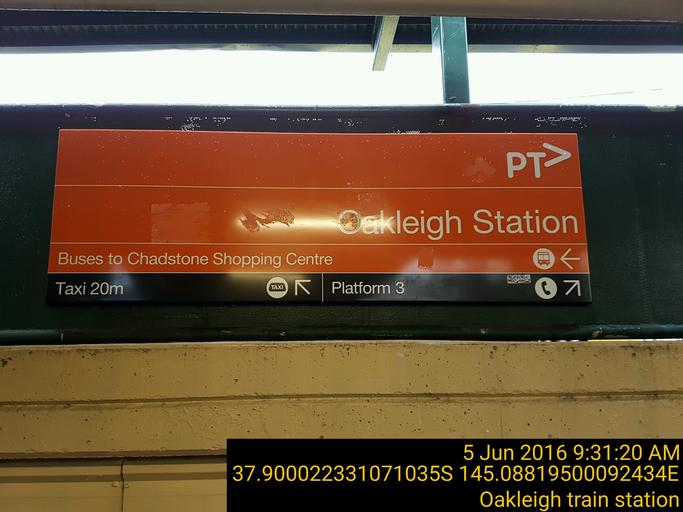 PTV
Oakleigh Station
Buses to Chadstone Shopping Centre
Taxi 20m
TAXI
Platform 3
5 Jun 2016 9:31:20 AM
37.900022331071035S 145.08819500092434E
Oakleigh train station